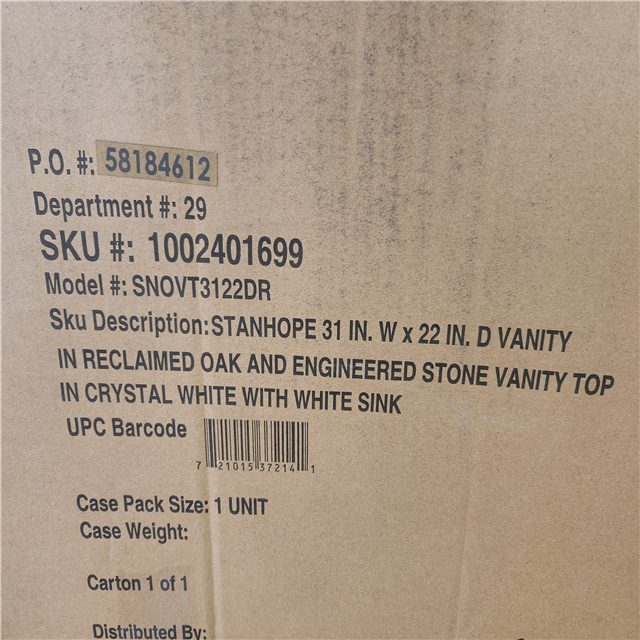 P.O. #: 58184612
Department #: 29
SKU #: 1002401699
Model #: SNOVT3122DR
Sku Description: STANHOPE 31 IN. W x 22 IN. D VANITY
IN RECLAIMED OAK AND ENGINEERED STONE VANITY TOP
IN CRYSTAL WHITE WITH WHITE SINK
UPC Barcode
7 21015 37214 1
Case Pack Size: 1 UNIT
Case Weight:
Carton 1 of 1
Distributed By: